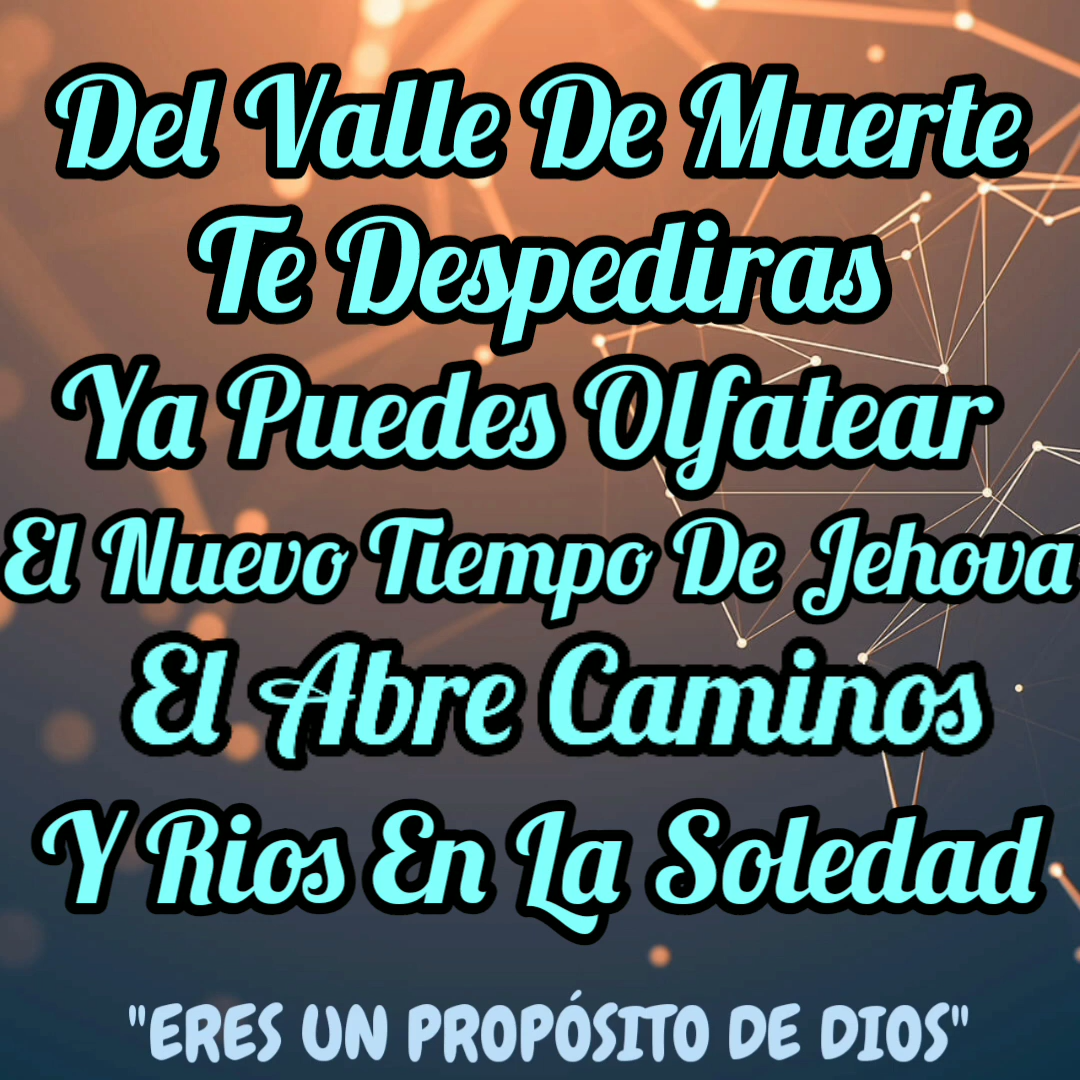 Del Valle De Muerte
Te Despediras
Ya Puedes Olfatear
El Nuevo Tiempo De Jehova
El Abre Caminos
Y Rios En La Soledad
"ERES UN PROPÓSITO DE DIOS"